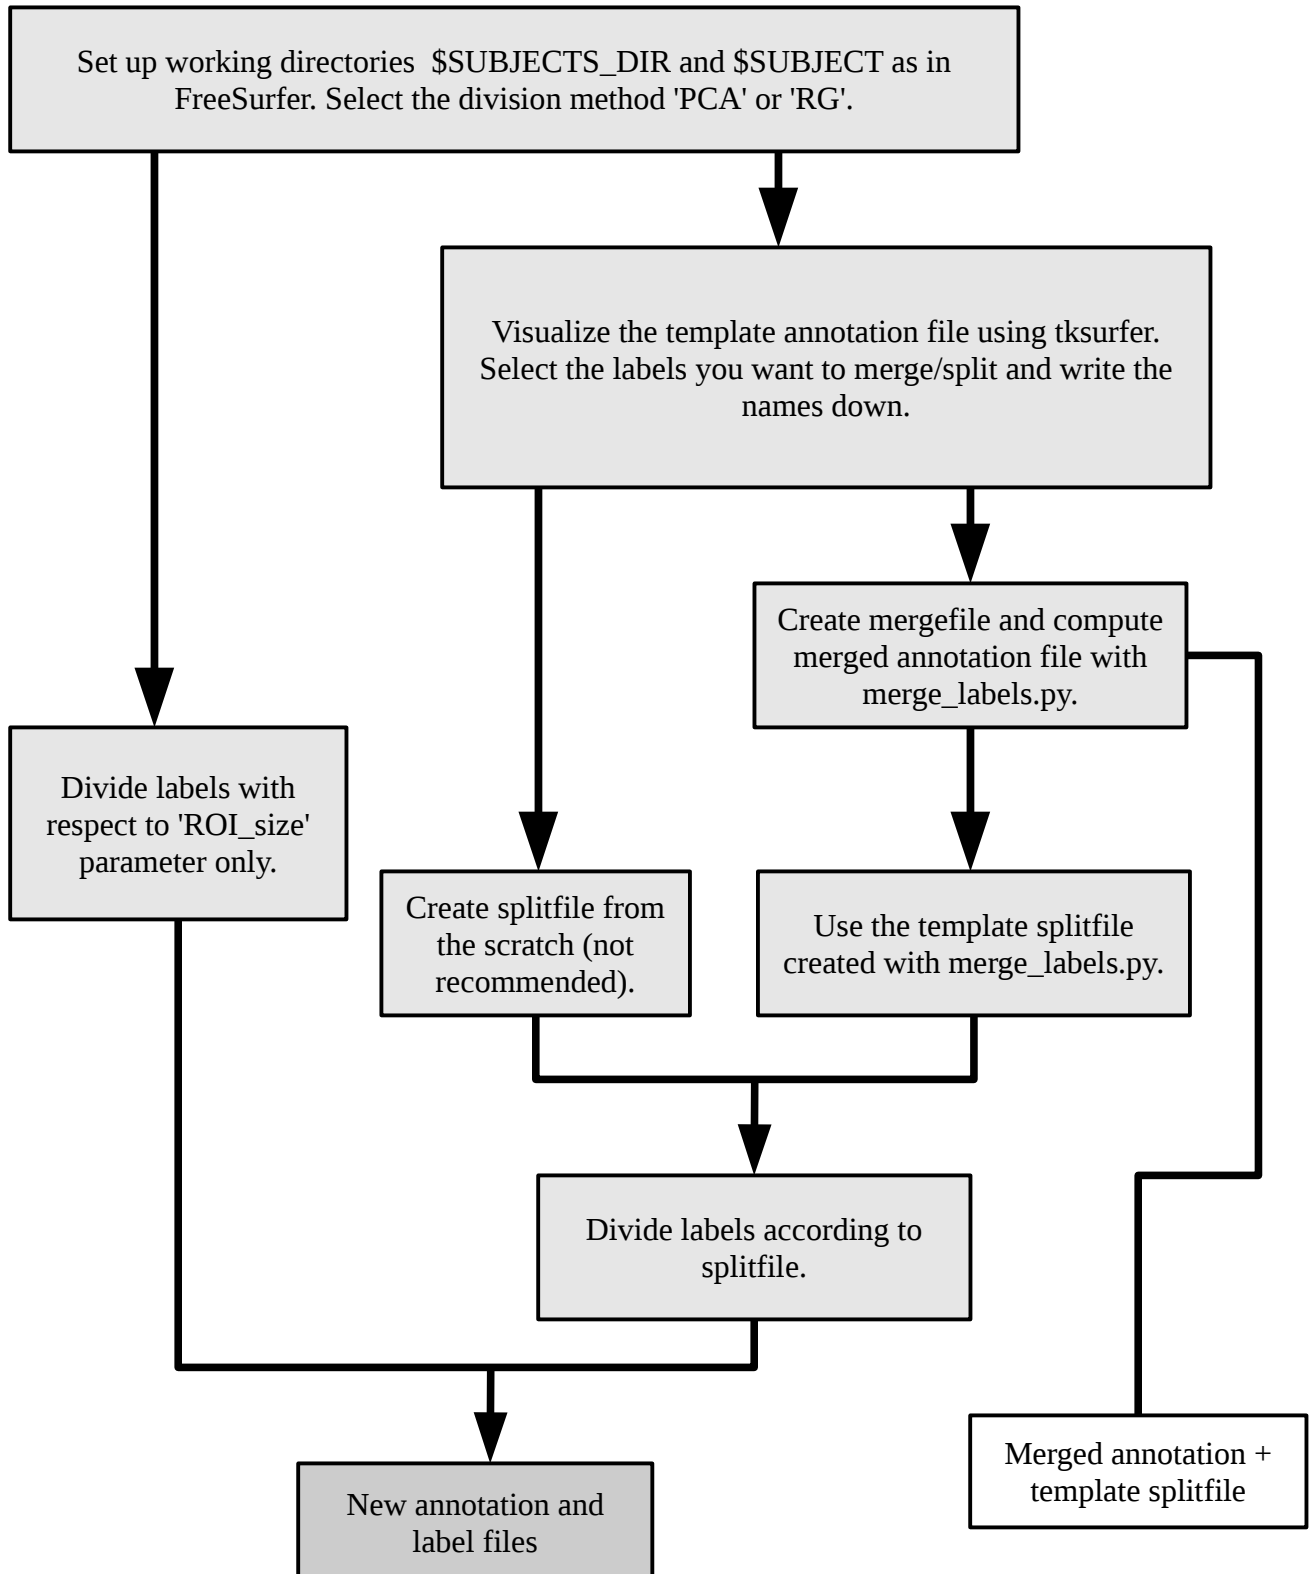 Set up working directories  $SUBJECTS_DIR and $SUBJECT as in
FreeSurfer. Select the division method 'PCA' or 'RG'.
Visualize the template annotation file using tksurfer.
Select the labels you want to merge/split and write the
names down.
Create mergefile and compute
merged annotation file with
merge_labels.py.
Divide labels with
respect to 'ROI_size'
parameter only.
Create splitfile from
the scratch (not
recommended).
Use the template splitfile
created with merge_labels.py.
Divide labels according to
splitfile.
Merged annotation +
template splitfile
New annotation and
label files